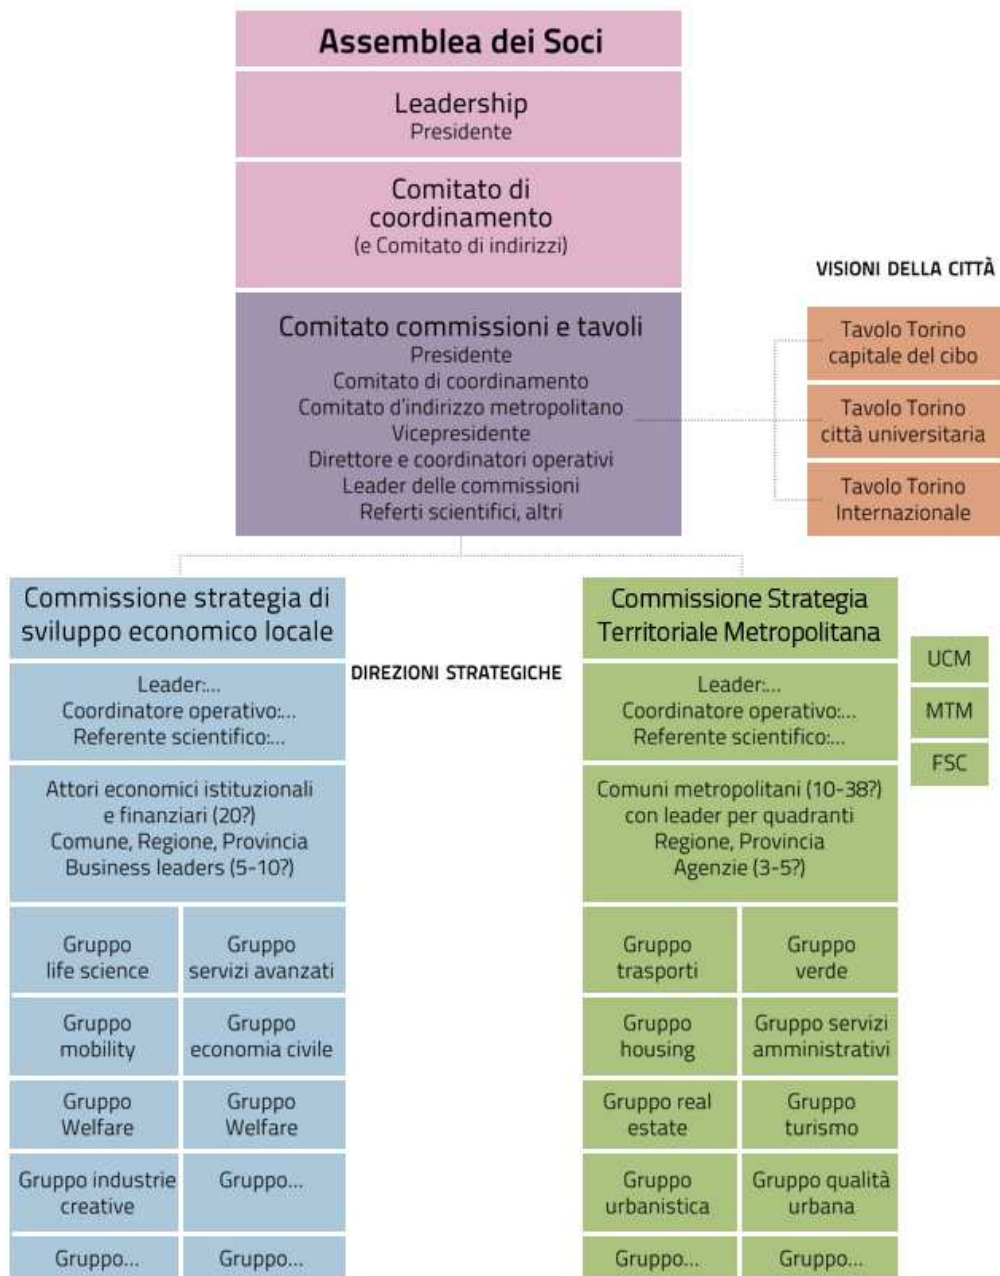 Assemblea dei Soci
Leadership
Presidente
Comitato di
coordinamento
(e Comitato di indirizzi)
VISIONI DELLA CITTÀ
Comitato commissioni e tavoli
Presidente
Comitato di coordinamento
Comitato d'indirizzo metropolitano
Vicepresidente
Direttore e coordinatori operativi
Leader delle commissioni
Referti scientifici, altri
Tavolo Torino
capitale del cibo
Tavolo Torino
città universitaria
Tavolo Torino
Internazionale
Commissione strategia di
sviluppo economico locale
Leader:...
Coordinatore operativo:...
Referente scientifico:...
Attori economici istituzionali
e finanziari (20?)
Comune, Regione, Provincia
Business leaders (5-10?)
Gruppo
life science
Gruppo
servizi avanzati
Gruppo
mobility
Gruppo
economia civile
Gruppo
Welfare
Gruppo
Welfare
Gruppo industrie
creative
Gruppo...
Gruppo...
Gruppo...
DIREZIONI STRATEGICHE
Commissione Strategia
Territoriale Metropolitana
Leader:...
Coordinatore operativo:...
Referente scientifico:...
Comuni metropolitani (10-38?)
con leader per quadranti
Regione, Provincia
Agenzie (3-5?)
Gruppo
trasporti
Gruppo
verde
Gruppo
housing
Gruppo servizi
amministrativi
Gruppo real
estate
Gruppo
turismo
Gruppo
urbanistica
Gruppo qualità
urbana
Gruppo...
Gruppo...
UCM
MTM
FSC